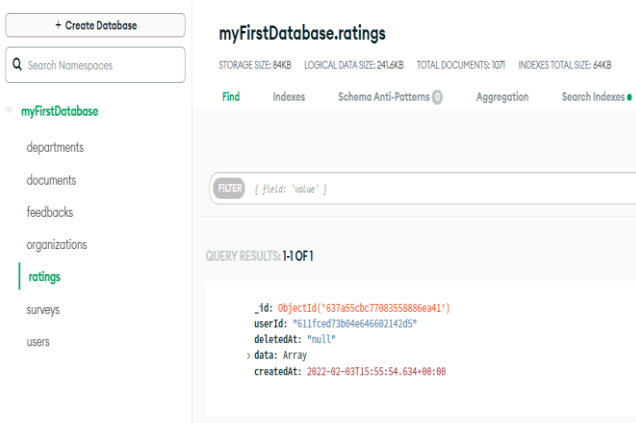 + Create Database
Search Namespaces
myFirstDatabase
departments
documents
feedbacks
organizations
ratings
surveys
users
myFirstDatabase.ratings
STORAGE SIZE: 84KB LOGICAL DATA SIZE: 241.6KB TOTAL DOCUMENTS: 1071 INDEXES TOTAL SIZE: 64KB
Find Indexes Schema Anti-Patterns 0 Aggregation Search Indexes
FILTER { field: 'value' }
QUERY RESULTS: 1-1 OF 1
_id: ObjectId('637a55cbc77083558886ea41')
userId: "611fced73b04e646602142d5"
deletedAt: "null"
> data: Array
createdAt: 2022-02-03T15:55:54.634+00:00